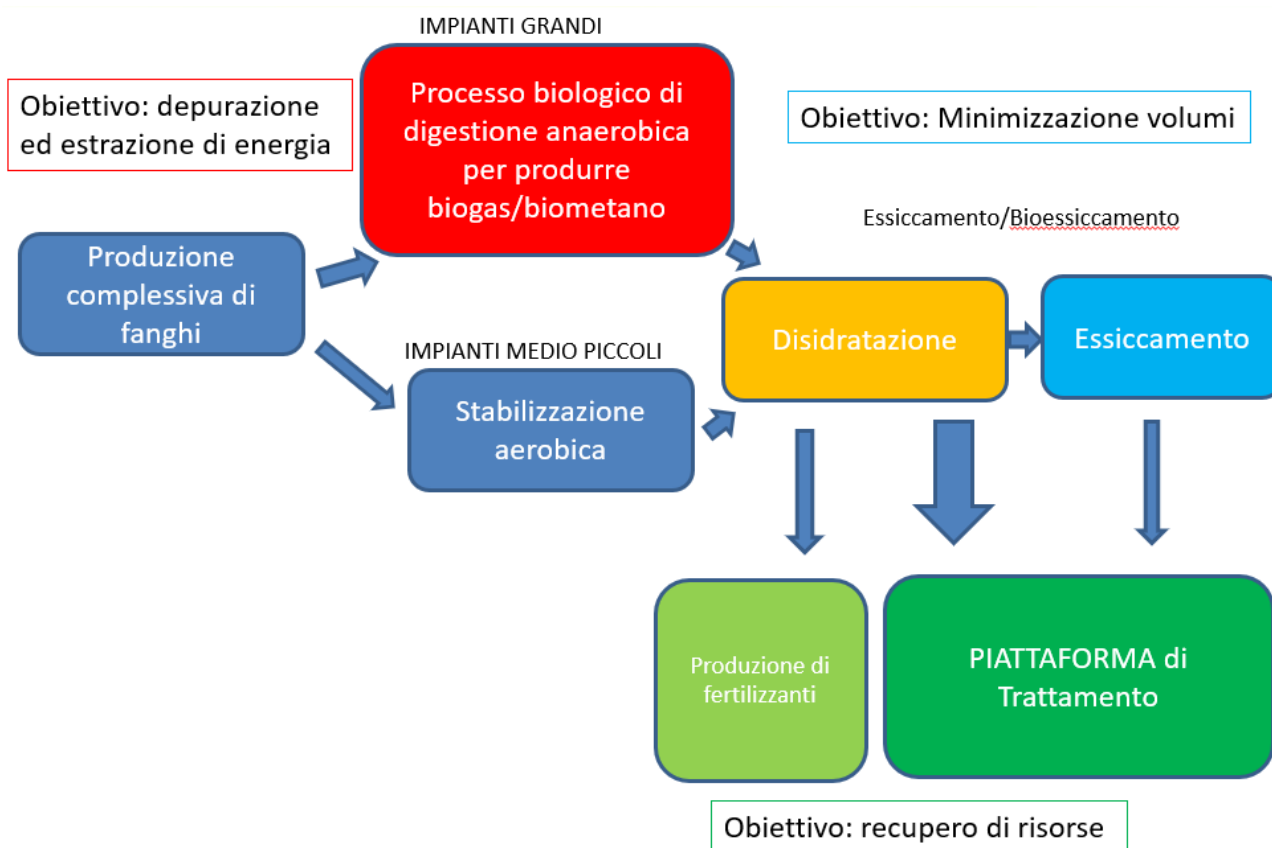 IMPIANTI GRANDI
Obiettivo: depurazione
ed estrazione di energia
Processo biologico di
digestione anaerobica
per produrre
biogas/biometano
Obiettivo: Minimizzazione volumi
Essiccamento/Bioessiccamento
Produzione
complessiva di
fanghi
IMPIANTI MEDIO PICCOLI
Stabilizzazione
aerobica
Disidratazione
Essiccamento
Produzione di
fertilizzanti
PIATTAFORMA di
Trattamento
Obiettivo: recupero di risorse